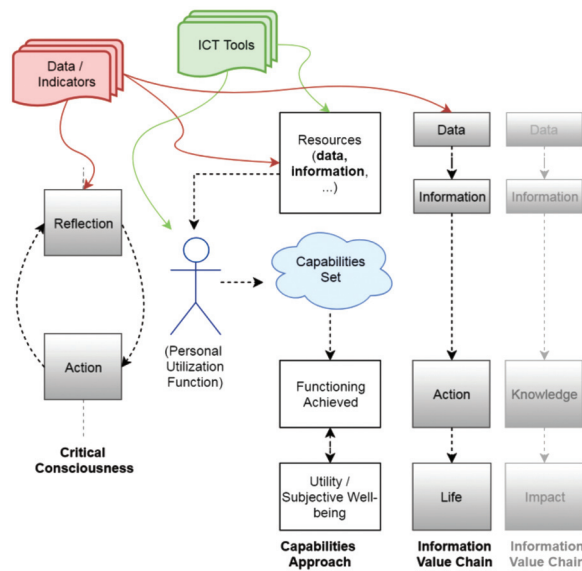 ICT Tools
Data /
Indicators
Resources
(data,
information,
...)
Data
Data
Information
Information
Reflection
Capabilities
Set
(Personal
Utilization
Function)
Action
Functioning
Achieved
Action
Knowledge
Critical
Consciousness
Utility /
Subjective Well-
being
Life
Impact
Capabilities
Approach
Information
Value Chain
Information
Value Chain